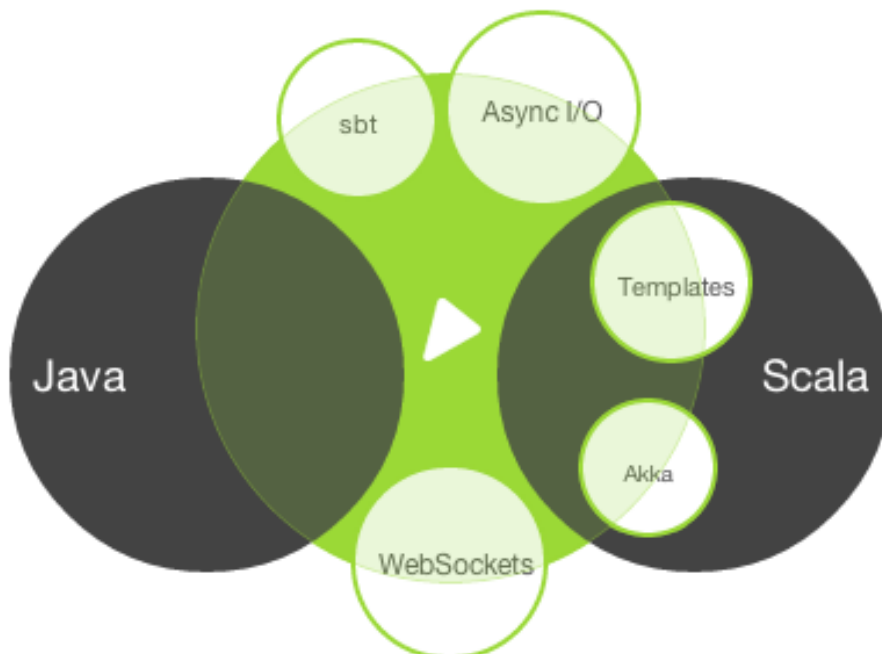 sbt
Async I/O
Templates
Java
Scala
Akka
WebSockets